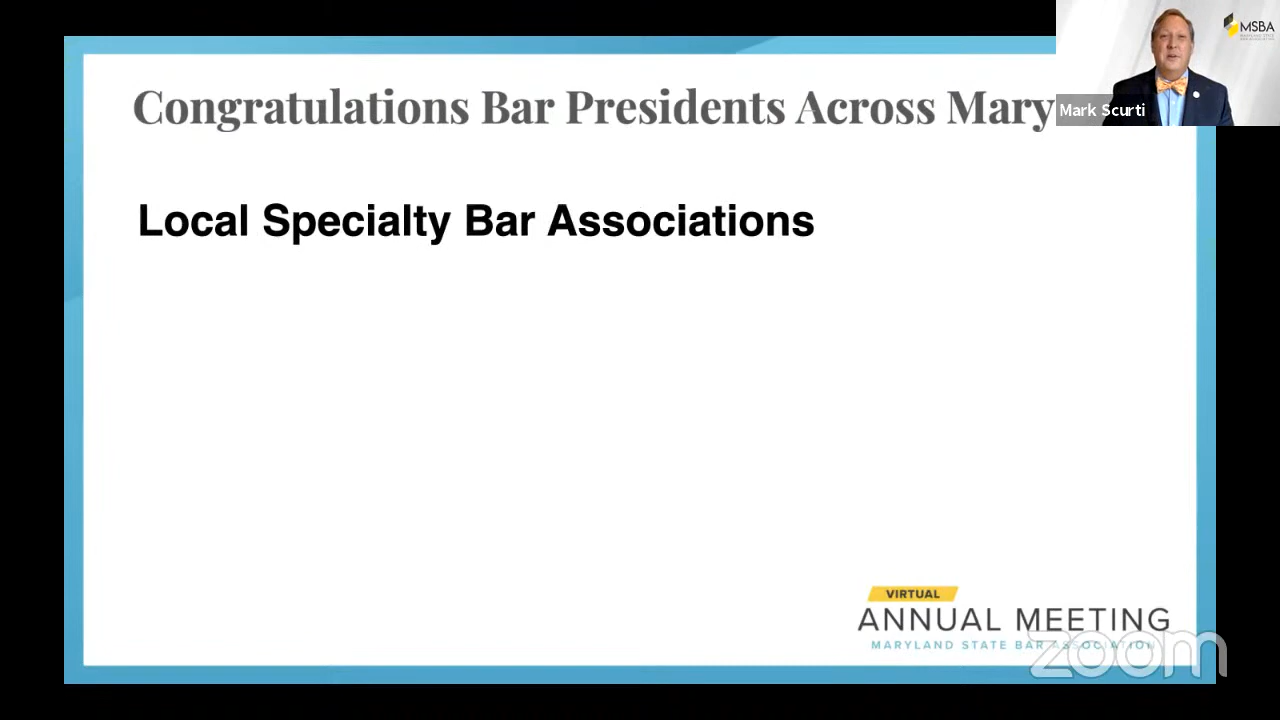 MSBA
Mark Scurti
Congratulations Bar Presidents Across Mary
Local Specialty Bar Associations
VIRTUAL
ANNUAL MEETING
MARYLAND STATE BAR ASSOCIATION
zoom